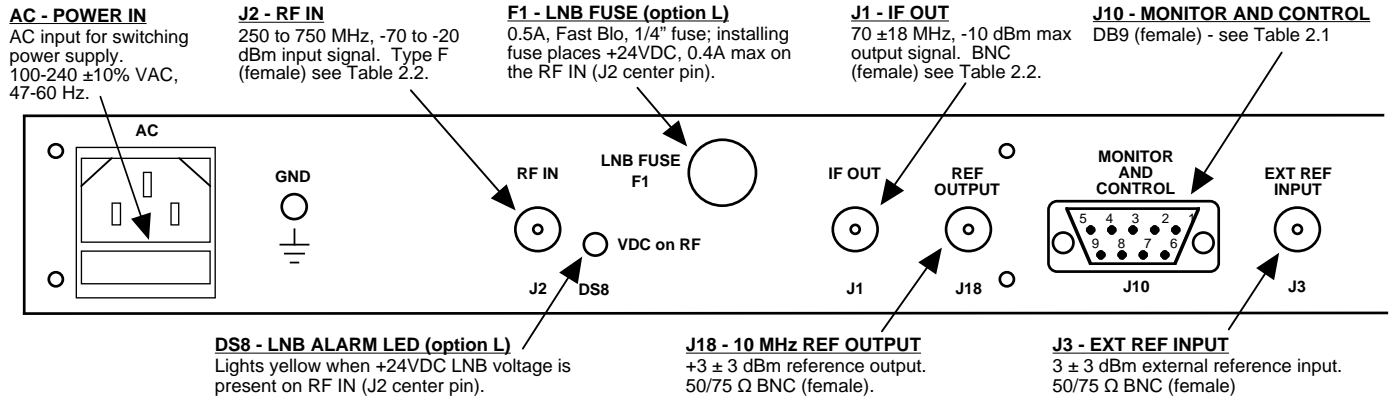 AC - POWER IN
AC input for switching
power supply.
100-240 ±10% VAC,
47-60 Hz.
J2 - RF IN
250 to 750 MHz, -70 to -20
dBm input signal. Type F
(female) see Table 2.2.
F1 - LNB FUSE (option L)
0.5A, Fast Blo, 1/4" fuse; installing
fuse places +24VDC, 0.4A max on
the RF IN (J2 center pin).
J1 - IF OUT
70 ±18 MHz, -10 dBm max
output signal. BNC
(female) see Table 2.2.
J10 - MONITOR AND CONTROL
DB9 (female) - see Table 2.1
AC
GND
RF IN
LNB FUSE
F1
VDC on RF
J2
DS8
IF OUT
J1
REF
OUTPUT
J18
MONITOR
AND
CONTROL
5 4 3 2 1
9 8 7 6
J10
EXT REF
INPUT
J3
DS8 - LNB ALARM LED (option L)
Lights yellow when +24VDC LNB voltage is
present on RF IN (J2 center pin).
J18 - 10 MHz REF OUTPUT
+3 ± 3 dBm reference output.
50/75 Ω BNC (female).
J3 - EXT REF INPUT
3 ± 3 dBm external reference input.
50/75 Ω BNC (female)